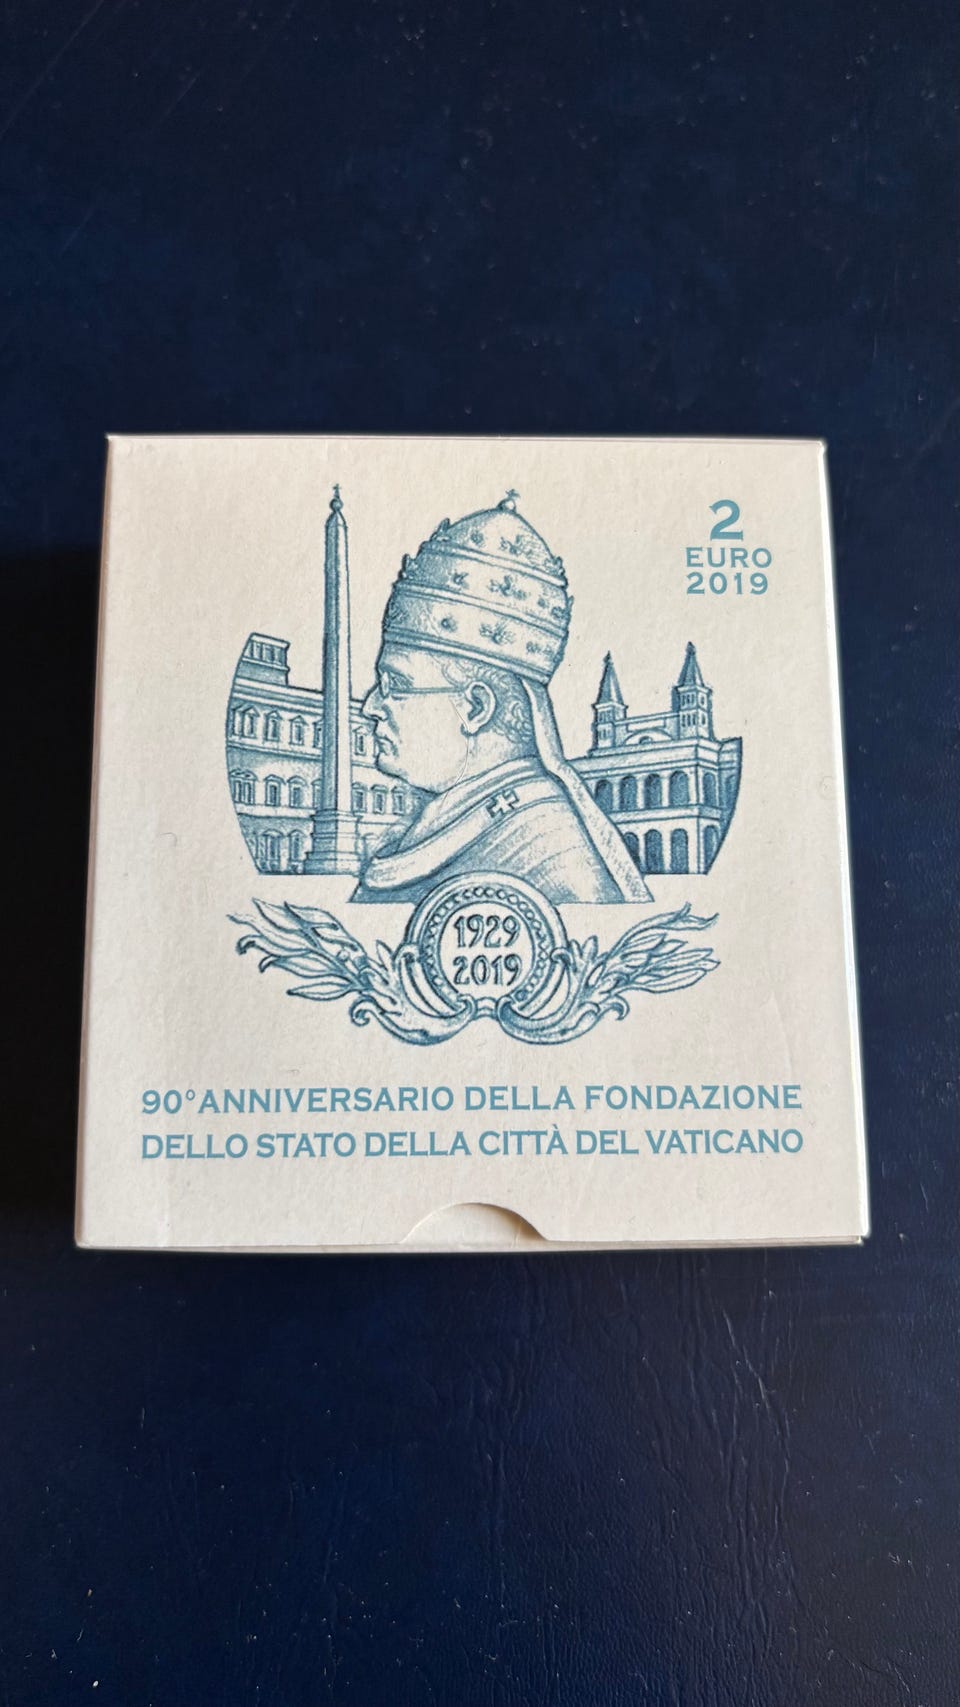 2
EURO
2019
1929
2019
90° ANNIVERSARIO DELLA FONDAZIONE
DELLO STATO DELLA CITTÀ DEL VATICANO